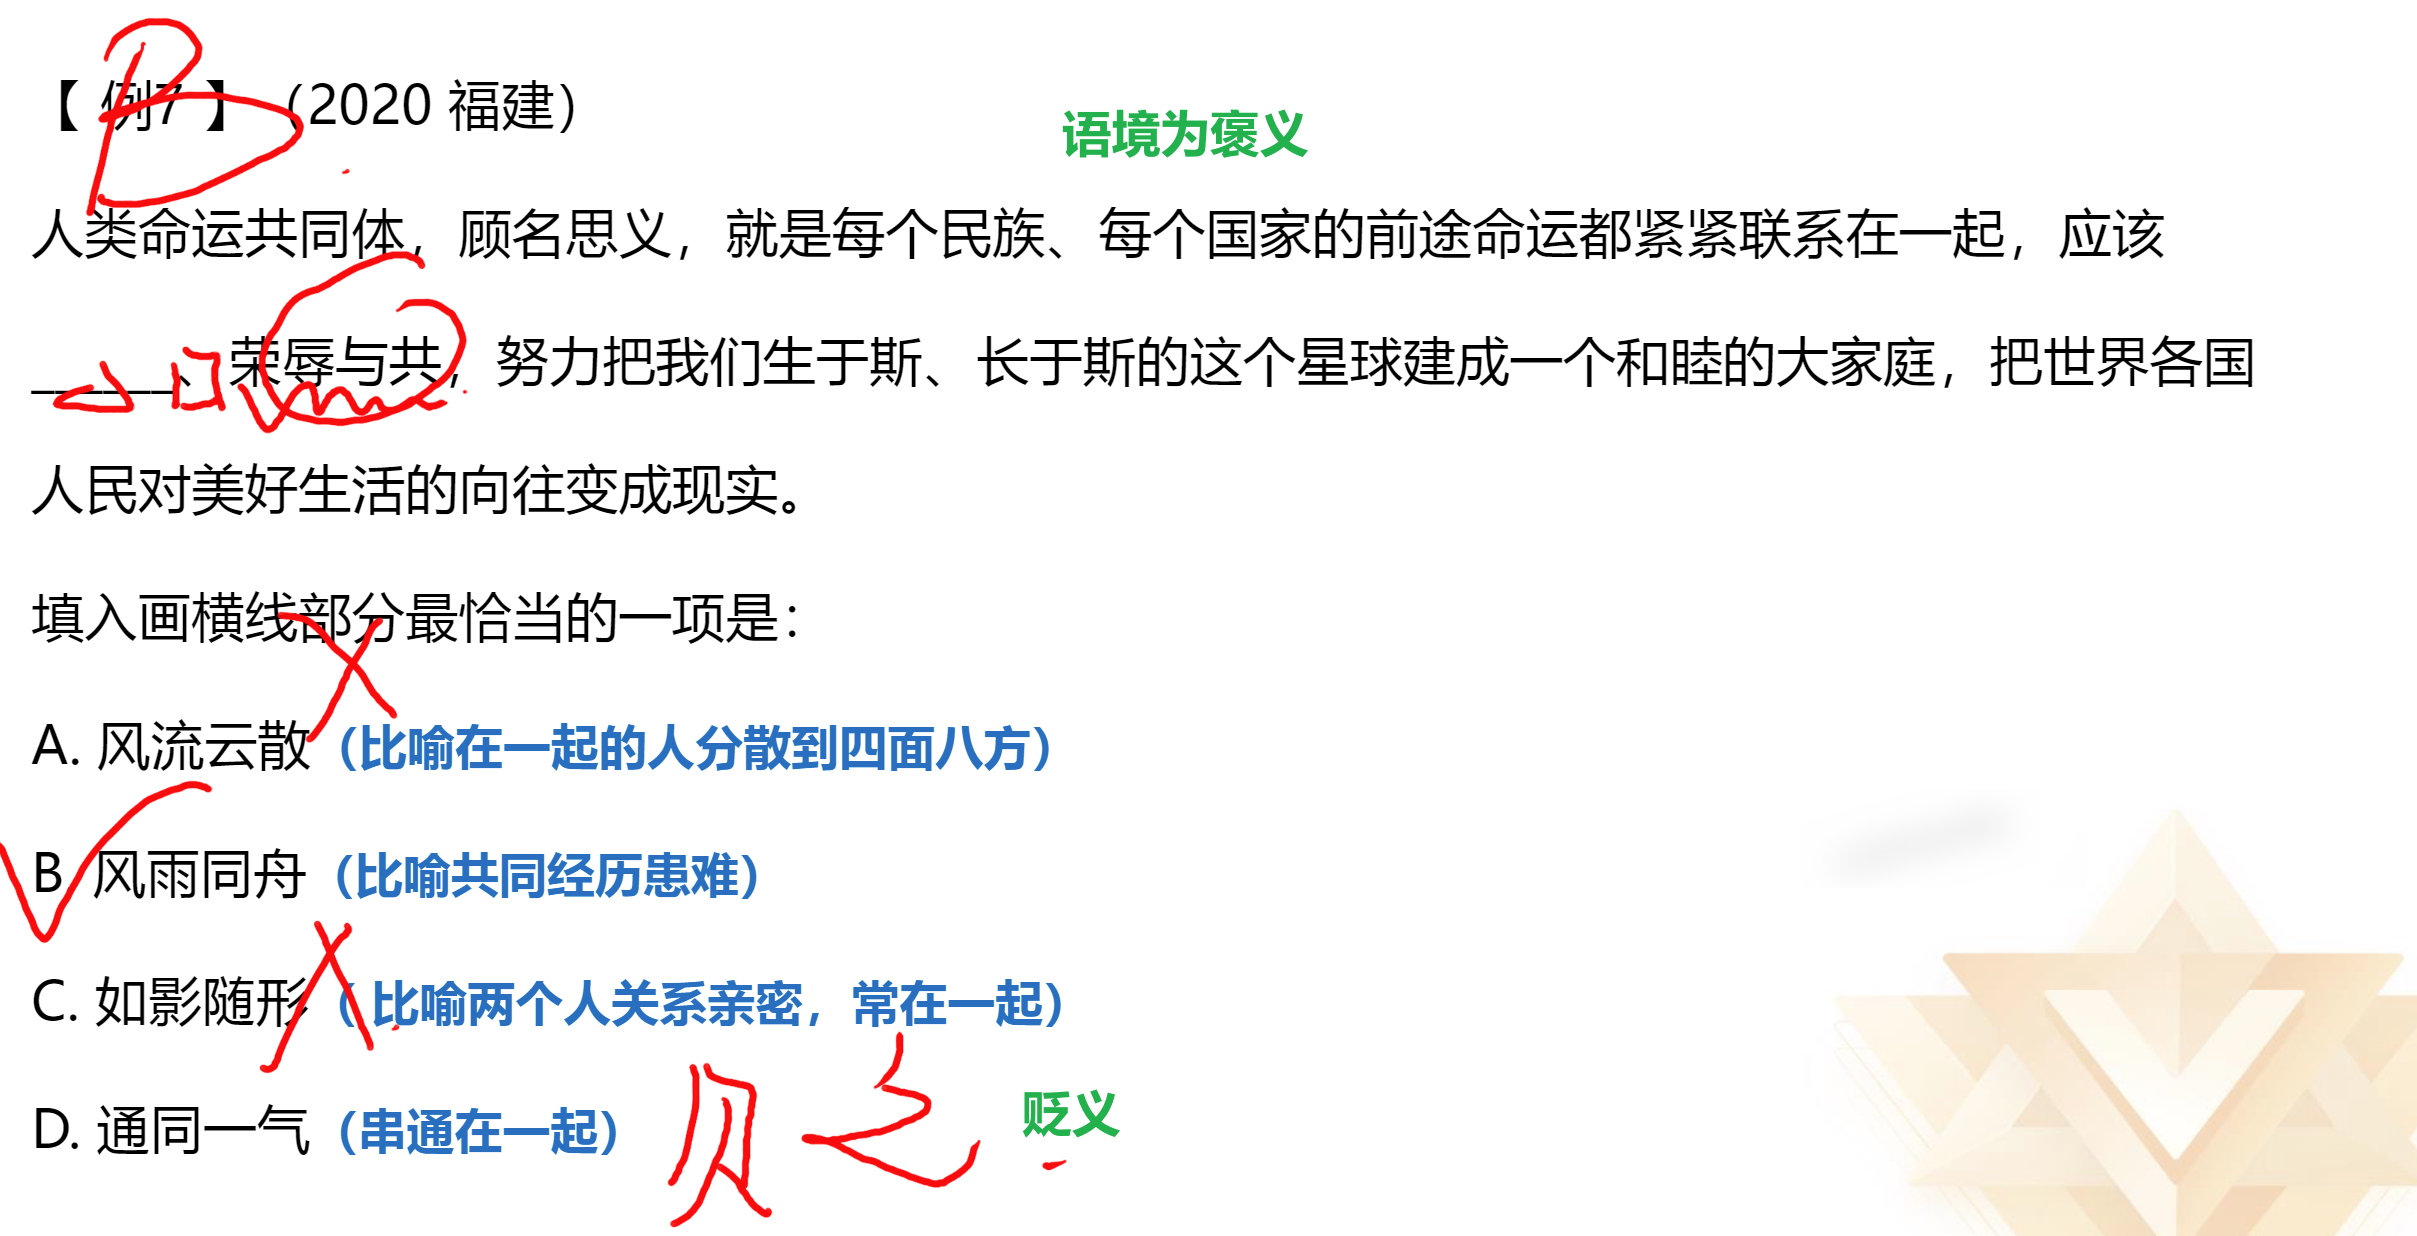 【 例7 】（2020 福建）
语境为褒义
人类命运共同体，顾名思义，就是每个民族、每个国家的前途命运都紧紧联系在一起，应该
______、荣辱与共，努力把我们生于斯、长于斯的这个星球建成一个和睦的大家庭，把世界各国
人民对美好生活的向往变成现实。
填入画横线部分最恰当的一项是：
A. 风流云散（比喻在一起的人分散到四面八方）
B. 风雨同舟（比喻共同经历患难）
C. 如影随形（ 比喻两个人关系亲密，常在一起）
D. 通同一气（串通在一起） 贬义
B
贬